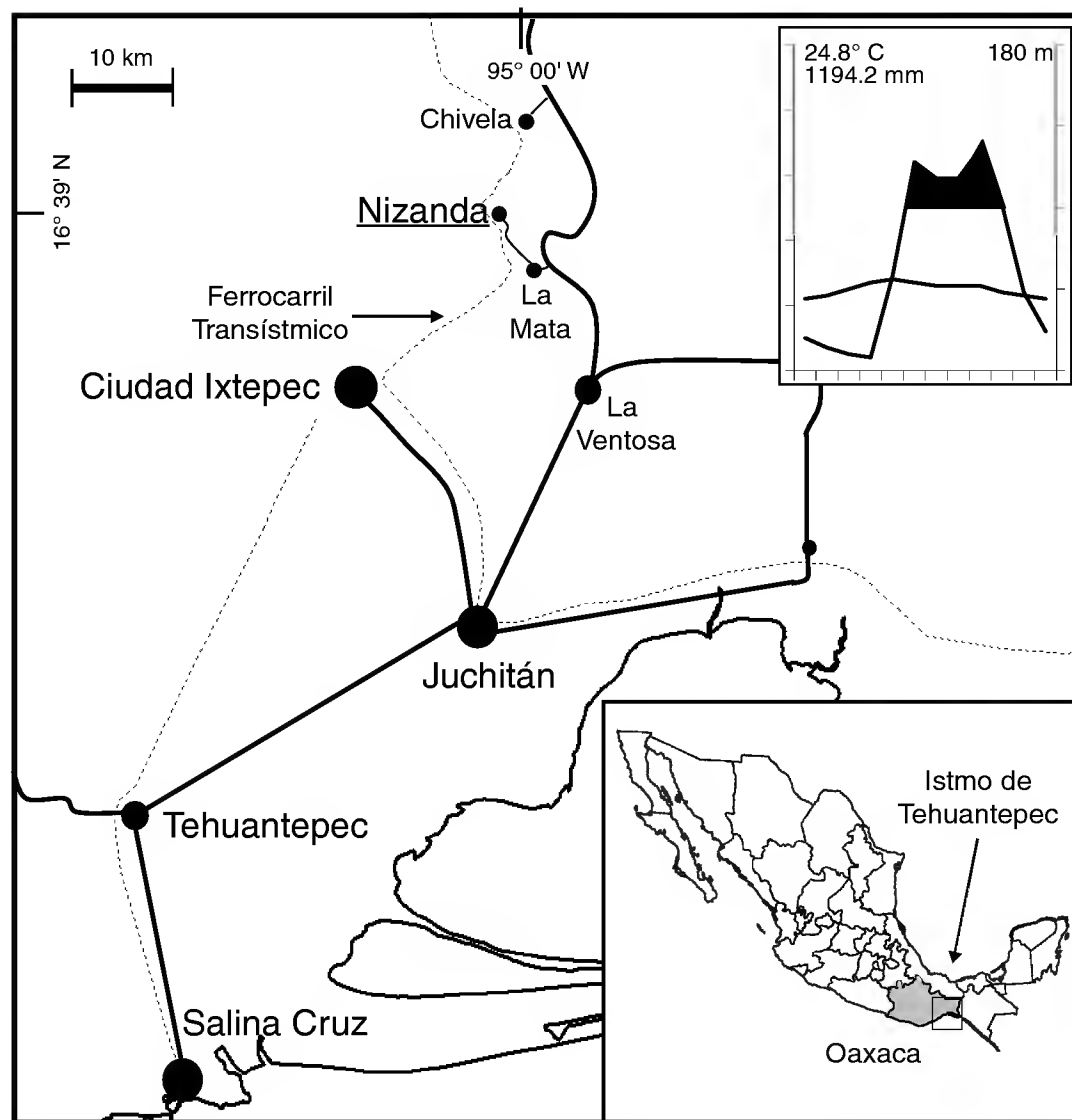 10 km
95° 00' W
24.8° C
180 m
1194.2 mm
Chivela
16° 39' N
Nizanda
La
Mata
Ferrocarril
Transístmico
Ciudad Ixtepec
La
Ventosa
Juchitán
Tehuantepec
Salina Cruz
Istmo de
Tehuantepec
Oaxaca